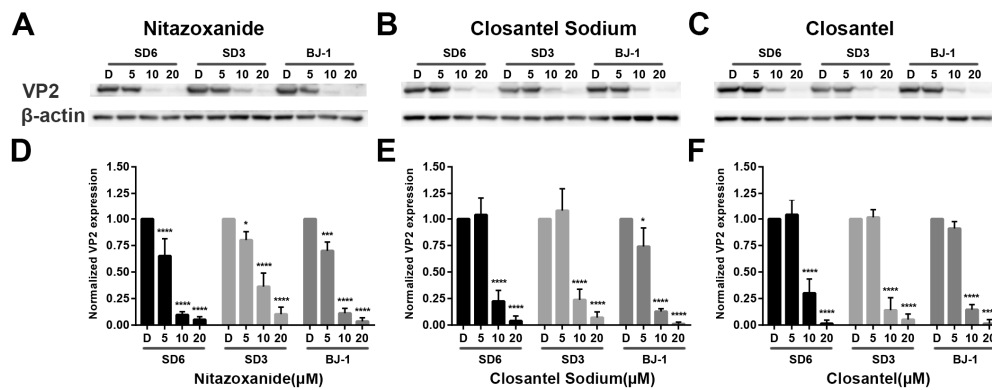 A Nitazoxanide
SD6 SD3 BJ-1
D 5 10 20 D 5 10 20 D 5 10 20
VP2
β-actin
B Closantel Sodium
SD6 SD3 BJ-1
D 5 10 20 D 5 10 20 D 5 10 20
C Closantel
SD6 SD3 BJ-1
D 5 10 20 D 5 10 20 D 5 10 20
D
Normalized VP2 expression
1.50
1.25
1.00
0.75
0.50
0.25
0.00
**** **** **** * **** **** *** **** ****
D 5 10 20 D 5 10 20 D 5 10 20
SD6 SD3 BJ-1
Nitazoxanide(µM)
E
Normalized VP2 expression
1.50
1.25
1.00
0.75
0.50
0.25
0.00
**** **** **** **** * **** ****
D 5 10 20 D 5 10 20 D 5 10 20
SD6 SD3 BJ-1
Closantel Sodium(µM)
F
Normalized VP2 expression
1.50
1.25
1.00
0.75
0.50
0.25
0.00
**** **** **** **** **** ***
D 5 10 20 D 5 10 20 D 5 10 20
SD6 SD3 BJ-1
Closantel(µM)